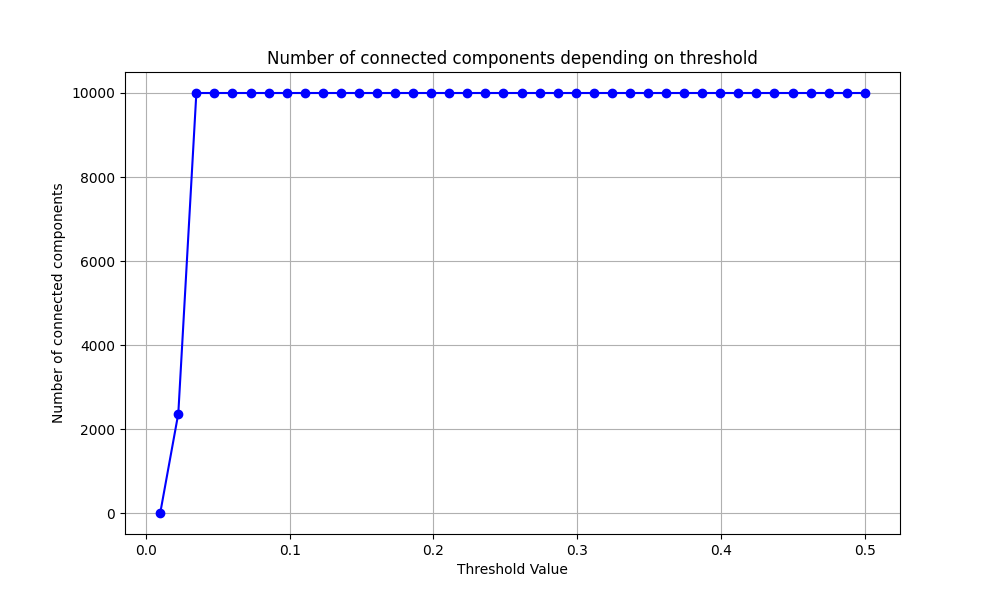 Number of connected components depending on threshold
10000
8000
6000
4000
2000
0
Number of connected components
0.0 0.1 0.2 0.3 0.4 0.5
Threshold Value